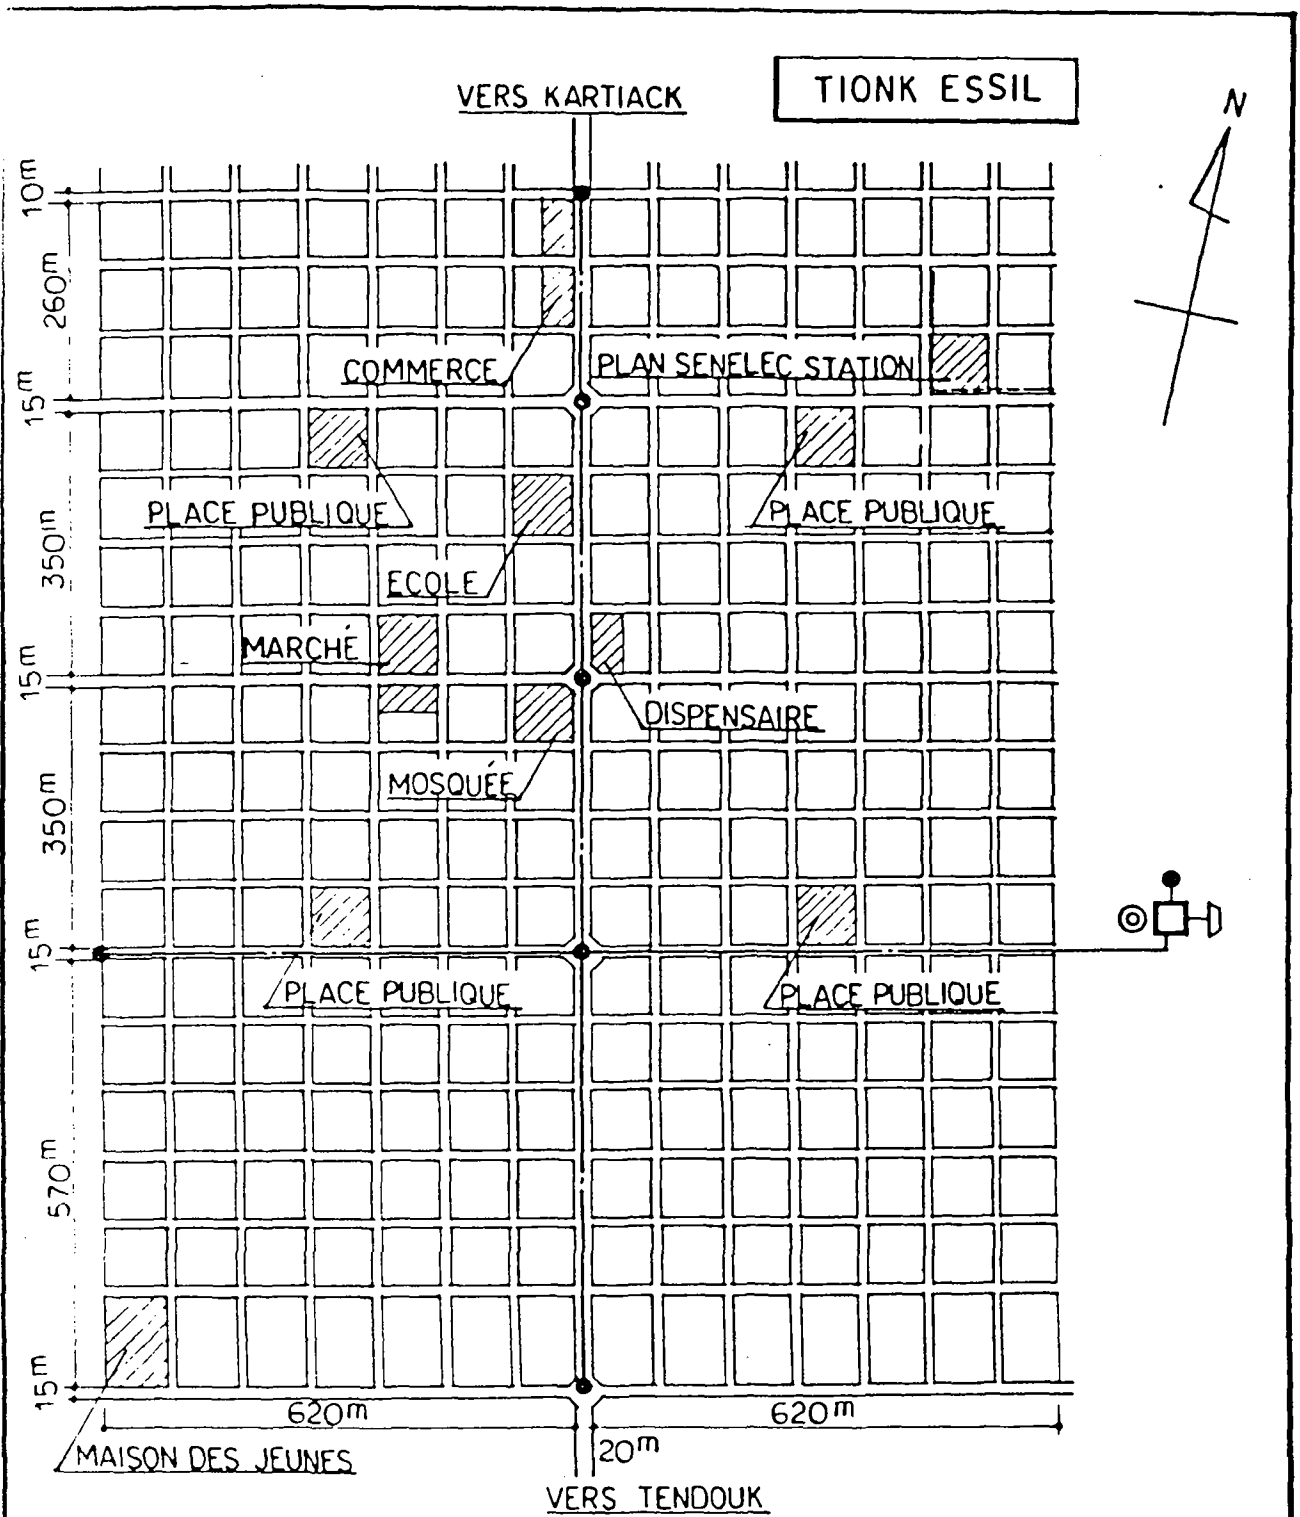 TIONK ESSIL
VERS KARTIACK
N
10m
260m
COMMERCE
PLAN SENELEC STATION
15m
PLACE PUBLIQUE
PLACE PUBLIQUE
350m
ECOLE
MARCHÉ
15m
DISPENSAIRE
MOSQUÉE
350m
15m
PLACE PUBLIQUE
PLACE PUBLIQUE
570m
15m
620m
620m
20m
MAISON DES JEUNES
VERS TENDOUK